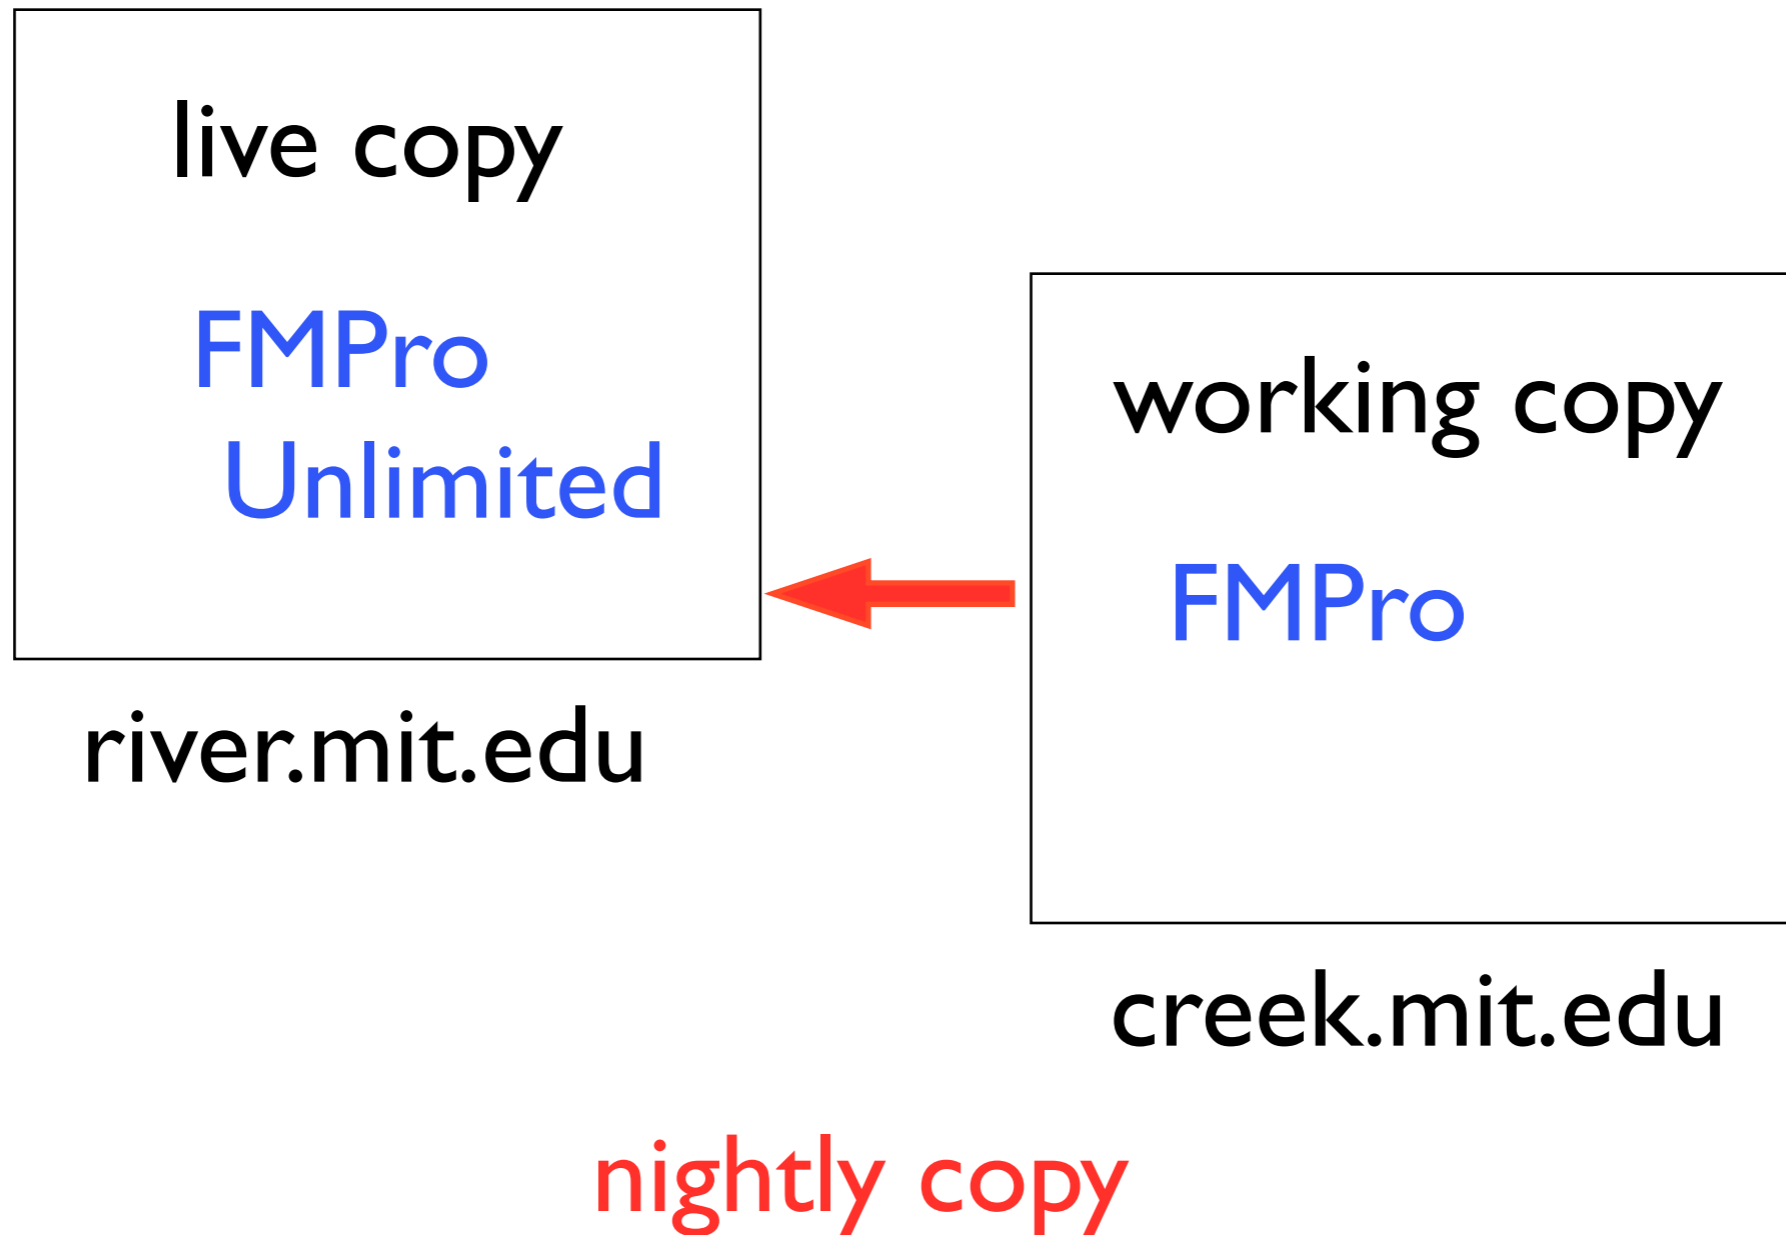 live copy
FMPro
Unlimited
river.mit.edu
working copy
FMPro
creek.mit.edu
nightly copy